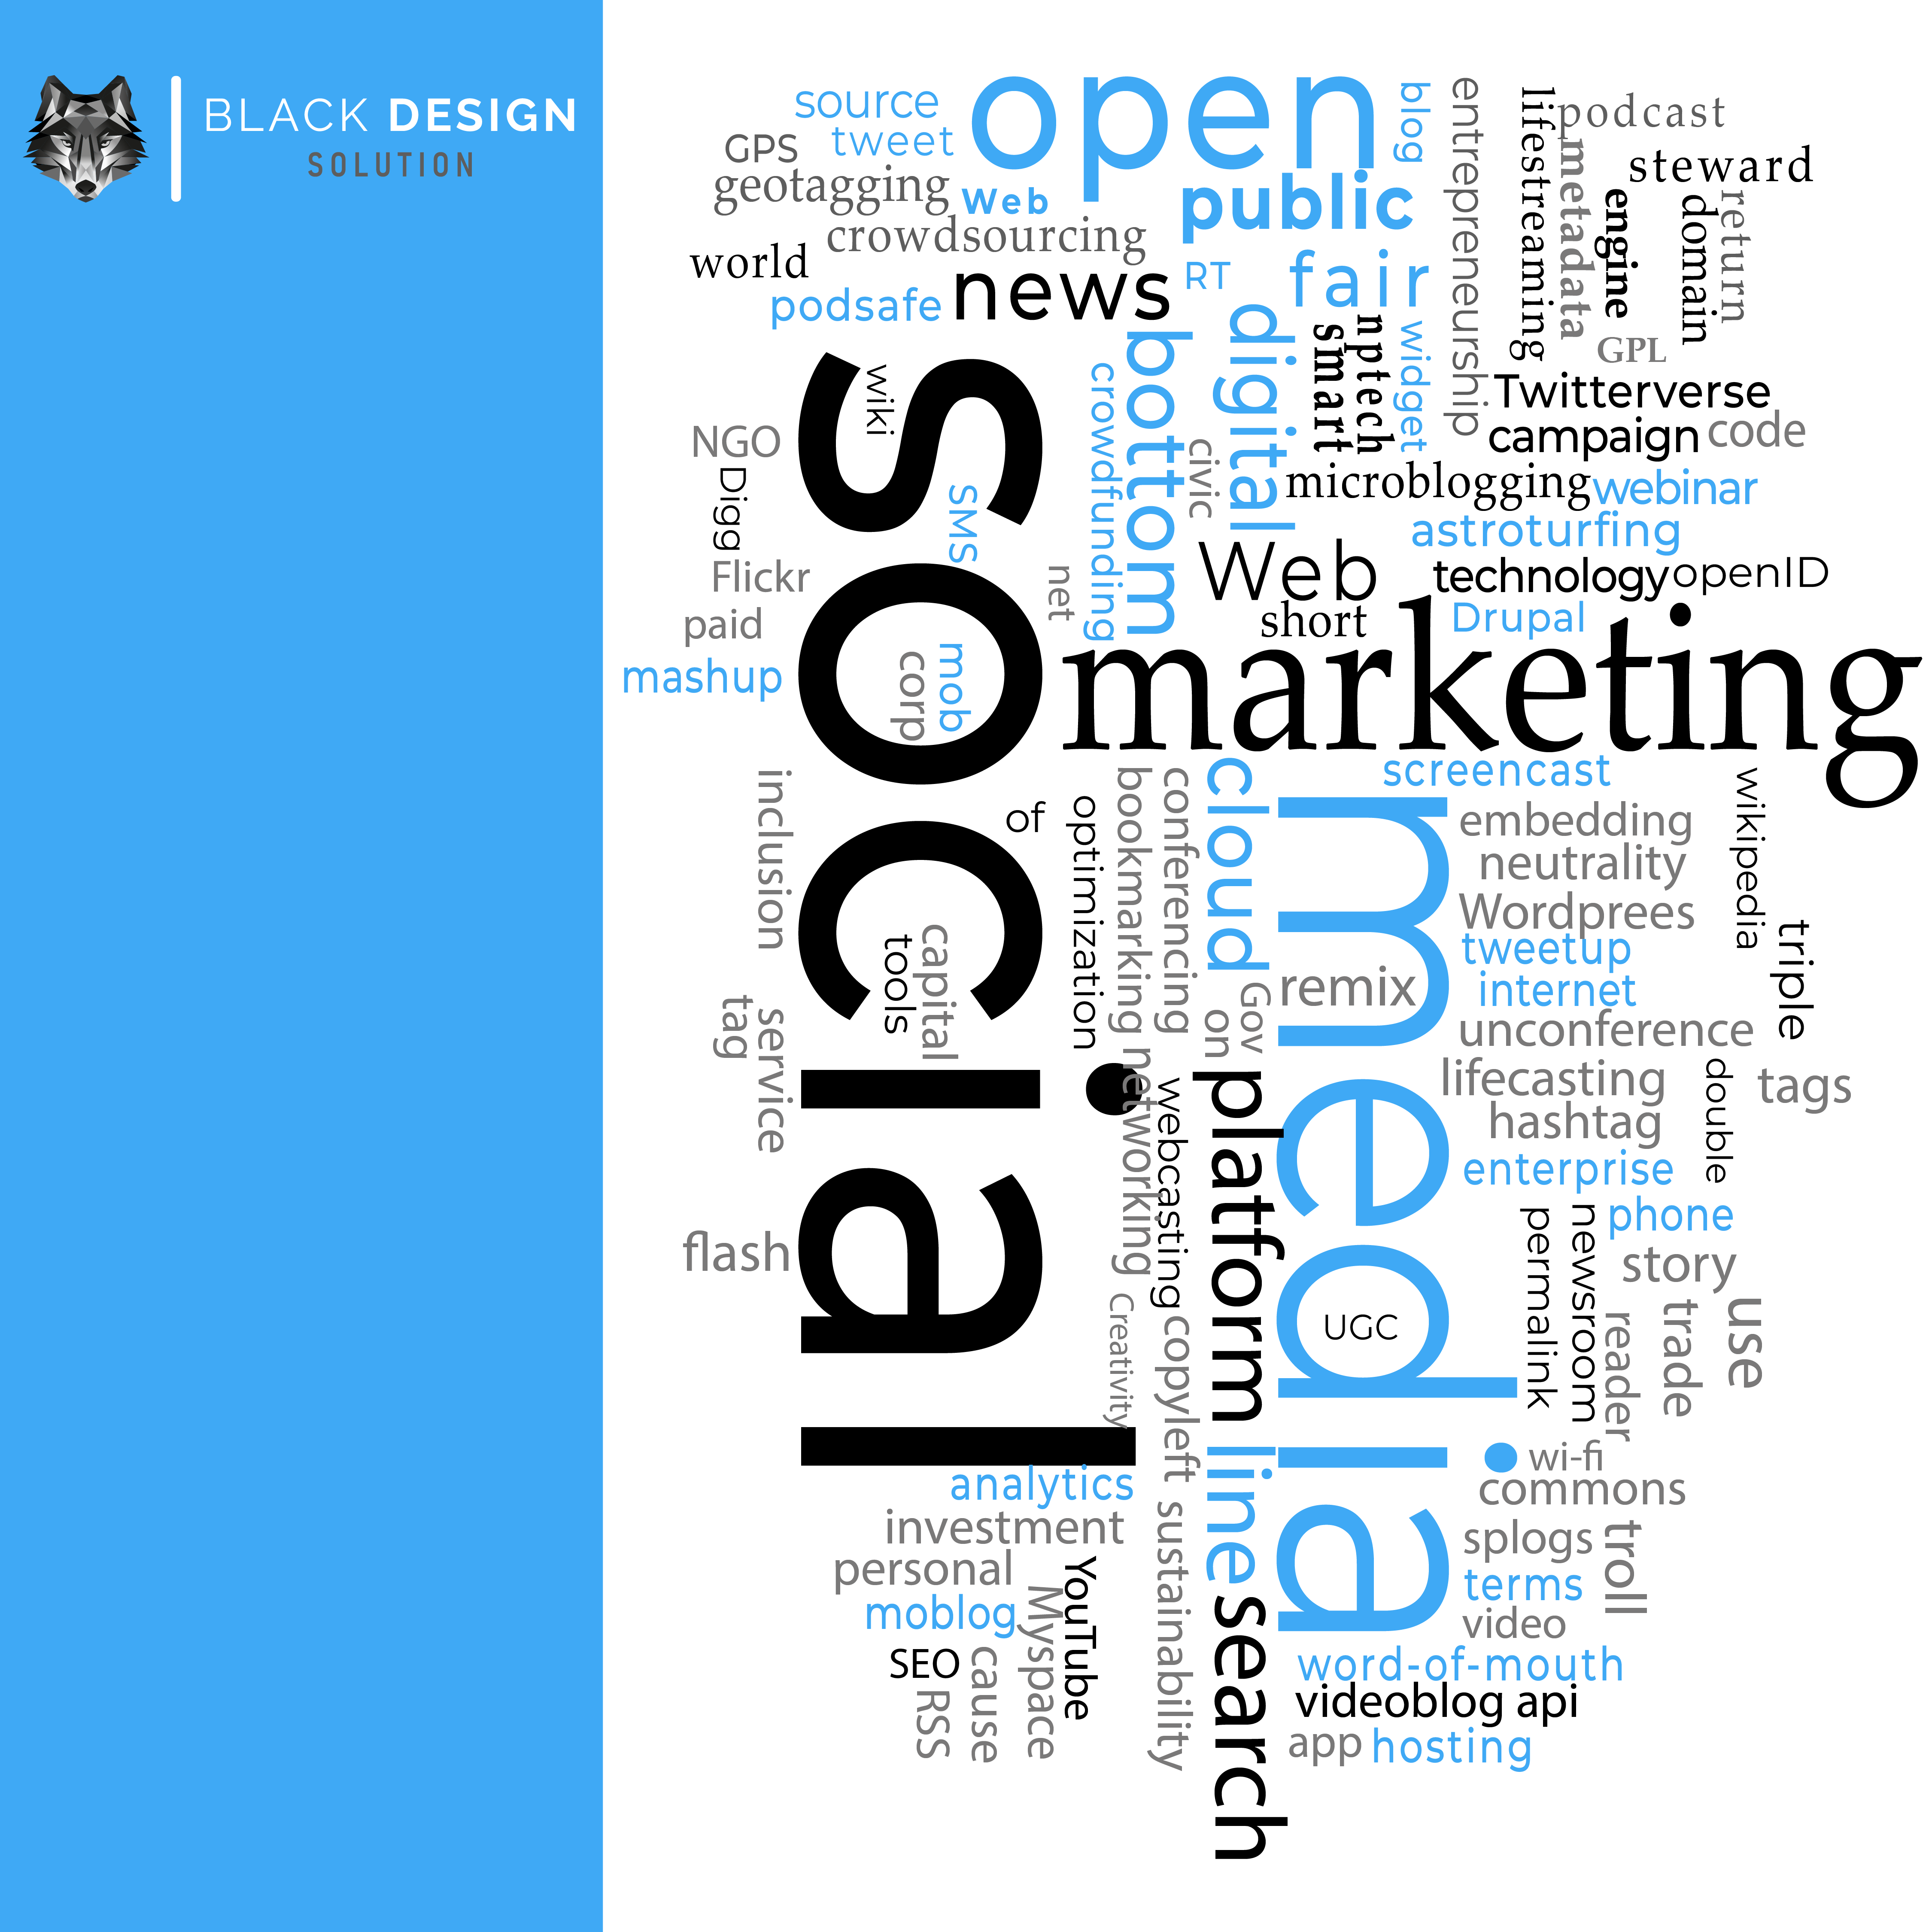 BLACK DESIGN
SOLUTION
open
source
tweet
GPS
geotagging
Web
public
blog
entrepreneurship
lifestreaming
podcast
metadata
steward
engine
domain
return
GPL
crowdsourcing
world
news
RT
fair
podsafe
bottom
digital
smart
nptech
widget
crowdfunding
civic
Twitterverse
campaign
code
microblogging
webinar
astroturfing
Web
technology
openID
short
Drupal
net
social
wiki
SMS
NGO
Digg
Flickr
paid
mashup
mob
corp
marketing
screencast
inclusion
of
optimization
bookmarking
conferencing
cloud
media
embedding
neutrality
Wordprees
tweetup
internet
unconference
wikipedia
triple
remix
Gov
on
capital
tools
tag
service
networking
webcasting
platform
lifecasting
hashtag
enterprise
double
tags
phone
story
newsroom
permalink
reader
trade
use
flash
UGC
Creativity
copyleft
line
wi-fi
commons
splogs
troll
terms
video
analytics
investment
personal
moblog
SEO
RSS
cause
Myspace
YouTube
sustainability
search
word-of-mouth
videoblog api
app
hosting